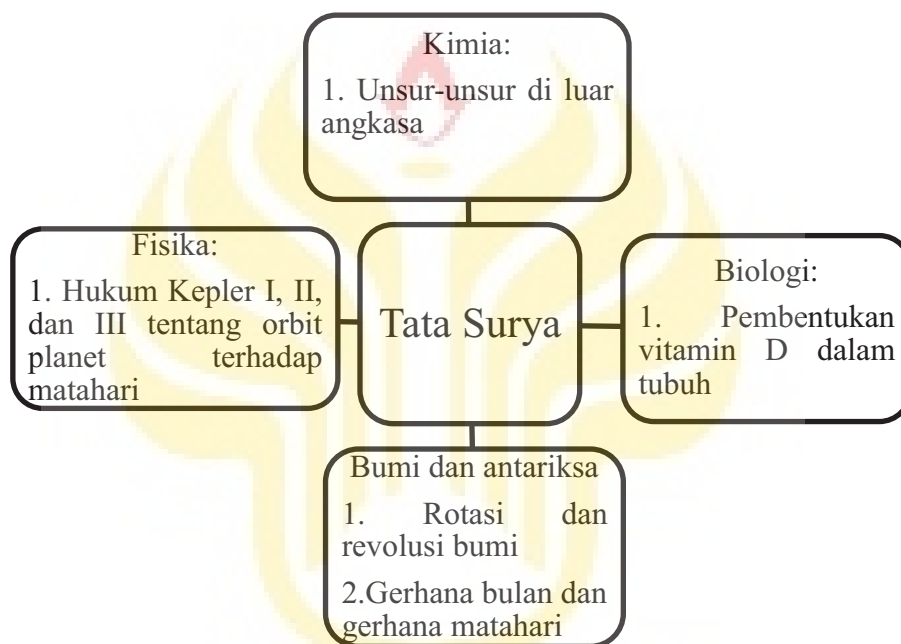 Kimia:
1. Unsur-unsur di luar
angkasa
Fisika:
1. Hukum Kepler I, II,
dan III tentang orbit
planet terhadap
matahari
Tata Surya
Biologi:
1. Pembentukan
vitamin D dalam
tubuh
Bumi dan antariksa
1. Rotasi dan
revolusi bumi
2.Gerhana bulan dan
gerhana matahari